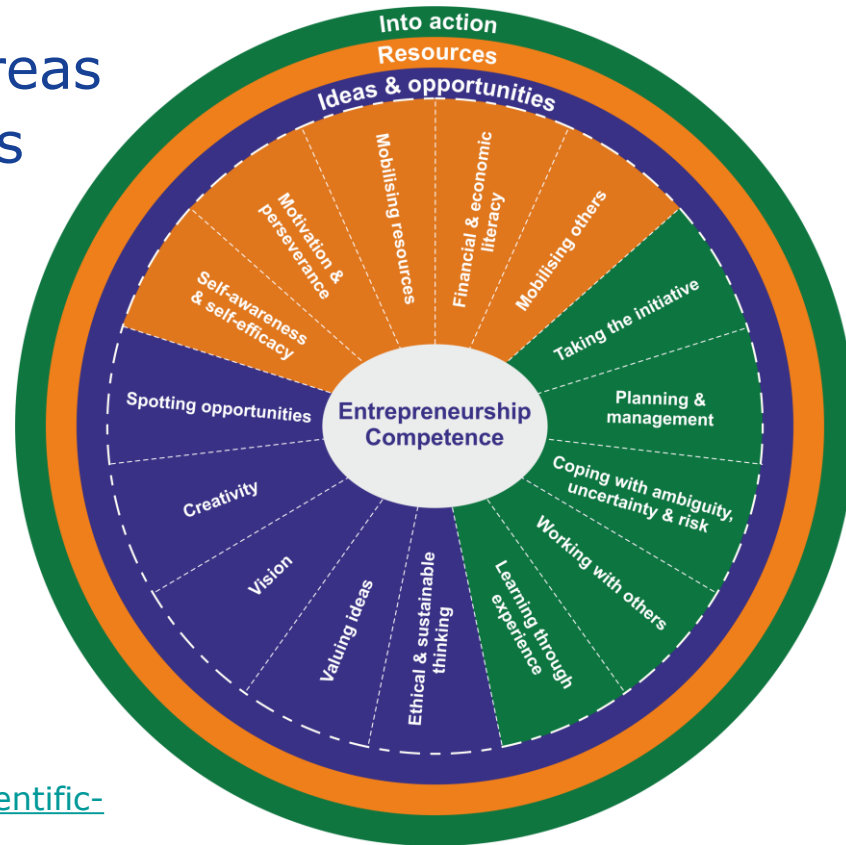 reas
s
Into action
Resources
Ideas & opportunities
Mobilising resources
Financial & economic
literacy
Mobilising others
Motivation &
perseverance
Self-awareness
& self-efficacy
Taking the initiative
Planning &
management
Coping with ambiguity,
uncertainty & risk
Working with others
Learning through
experience
Ethical & sustainable
thinking
Valuing ideas
Vision
Creativity
Spotting opportunities
Entrepreneurship
Competence
entific-